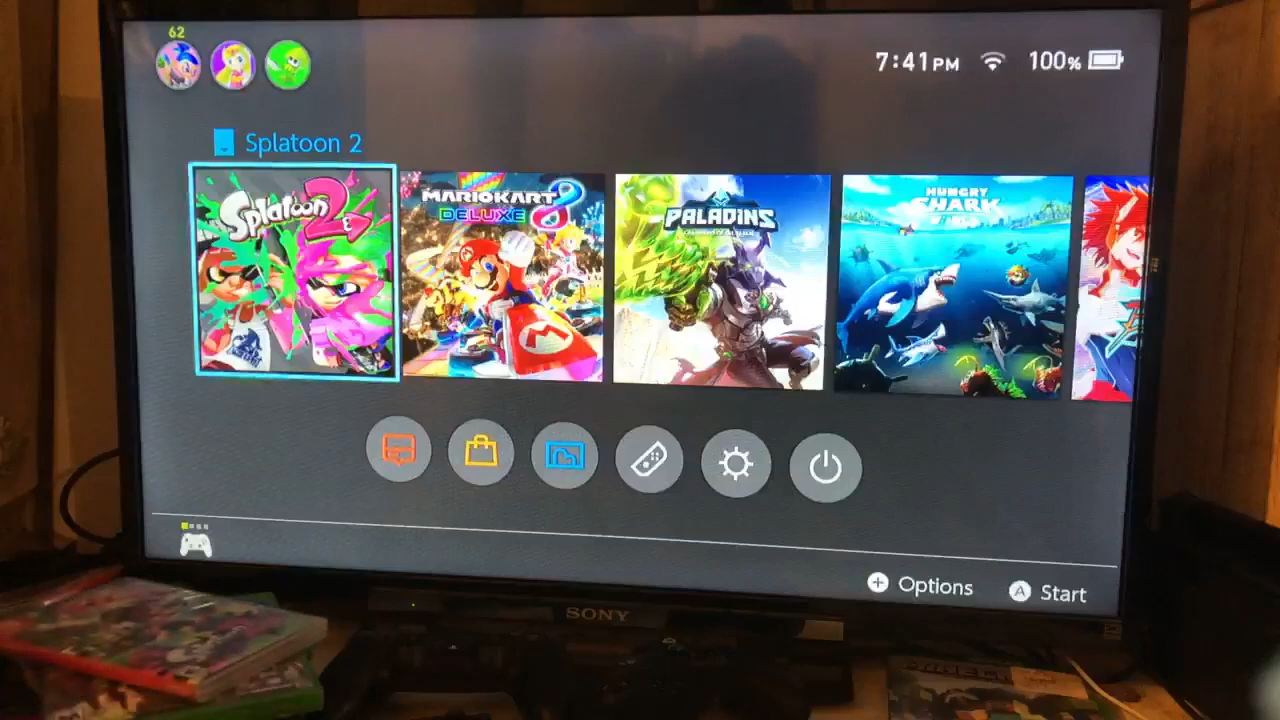 62
7:41 PM 100%
Splatoon 2
Splatoon 2
MARIOKART 8
DELUXE
PALADINS
HUNGRY
SHARK
M
Options
A Start
SONY